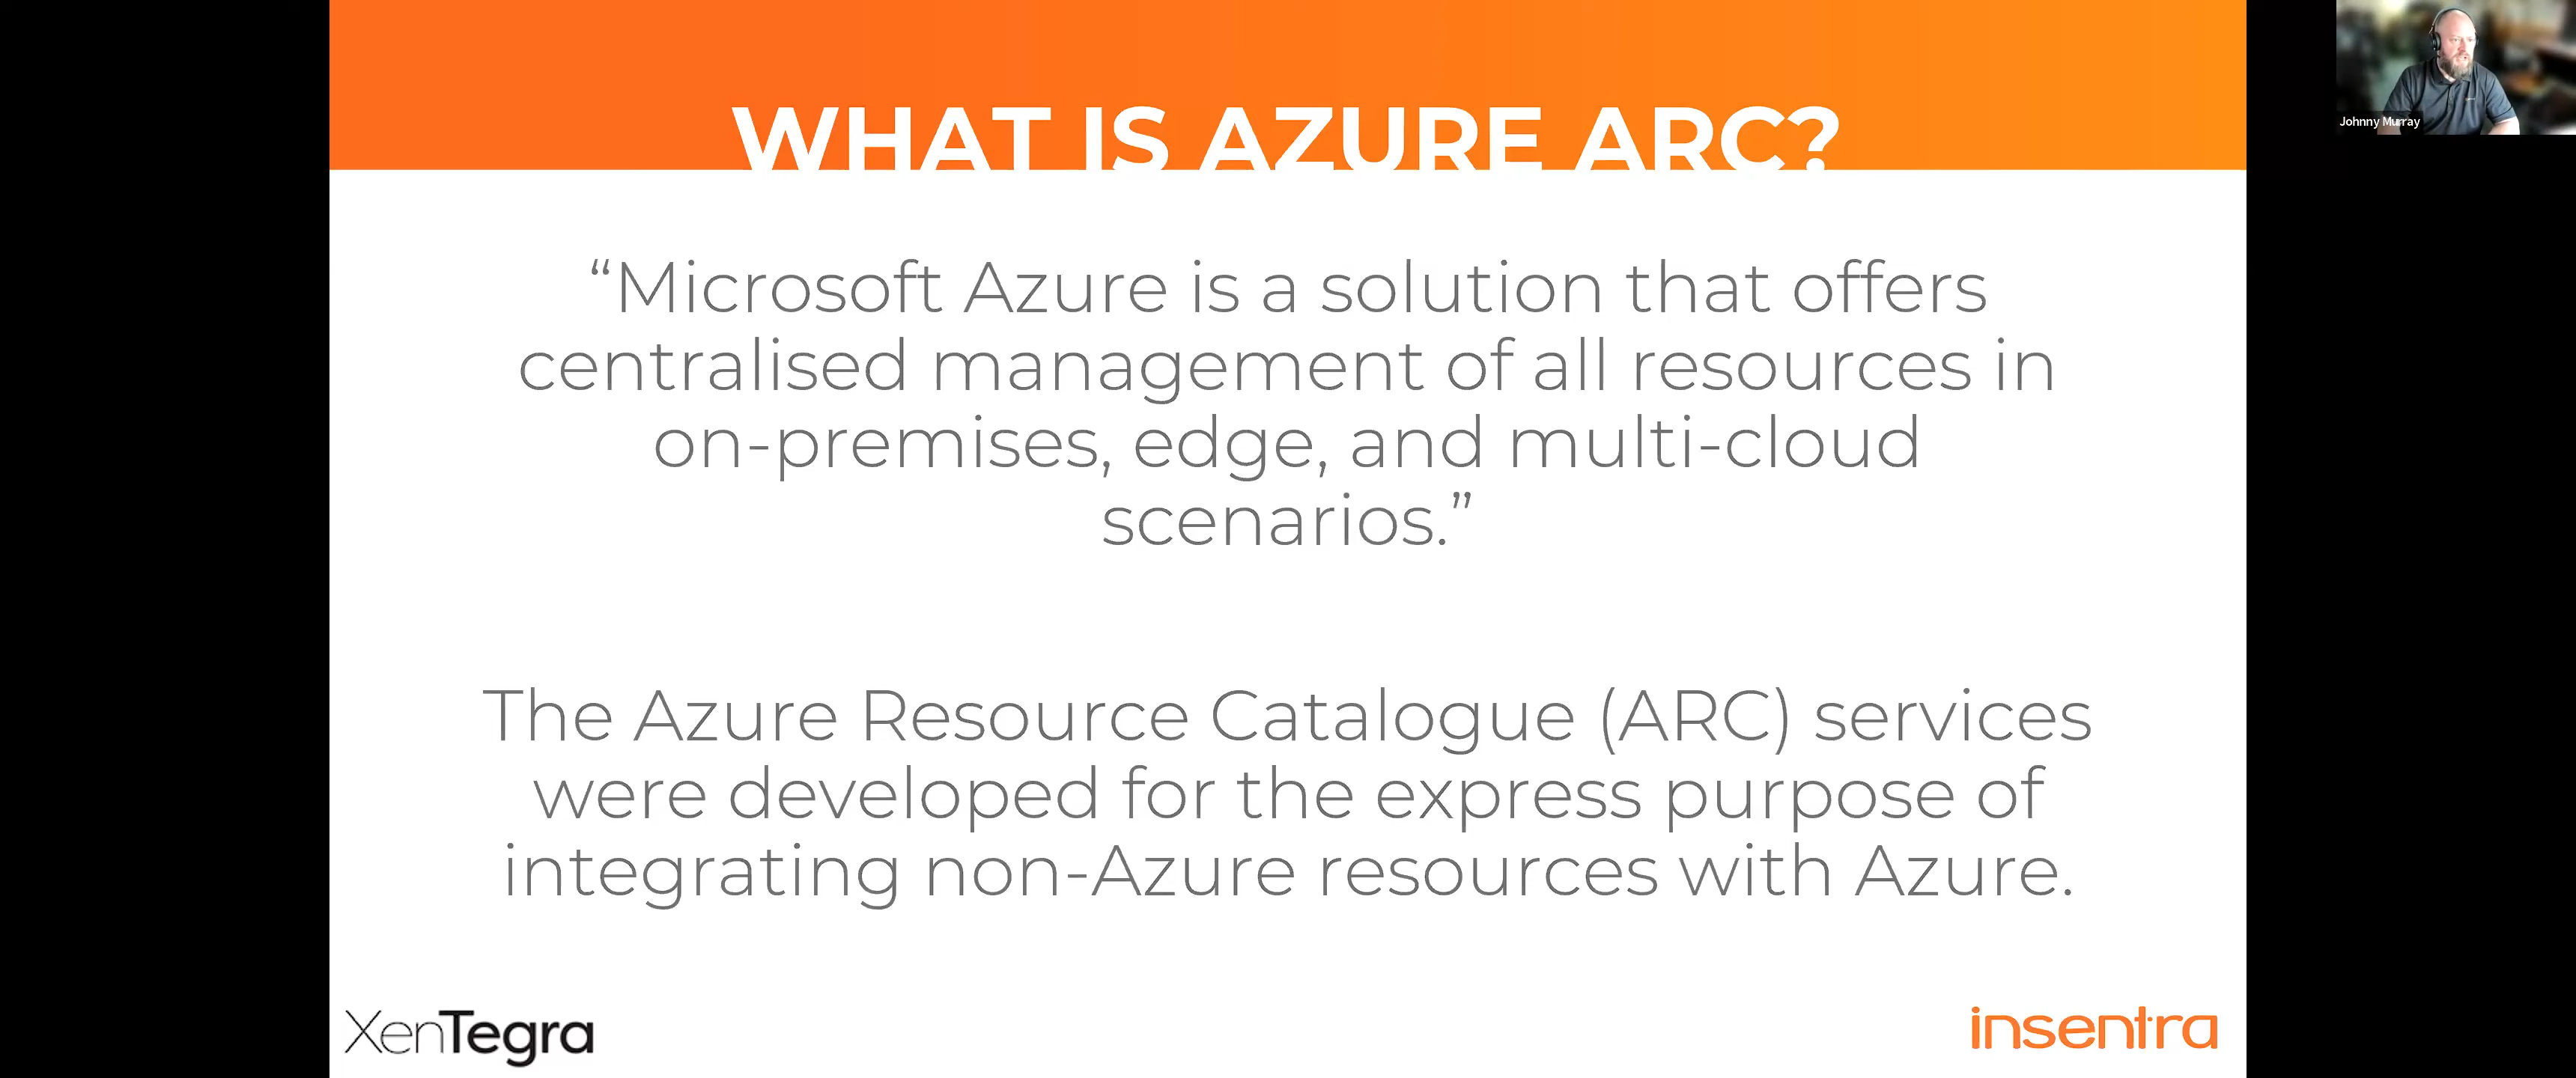 WHAT IS AZURE ARC?
Johnny Murray
“Microsoft Azure is a solution that offers
centralised management of all resources in
on-premises, edge, and multi-cloud
scenarios.”
The Azure Resource Catalogue (ARC) services
were developed for the express purpose of
integrating non-Azure resources with Azure.
XenTegra
insentra